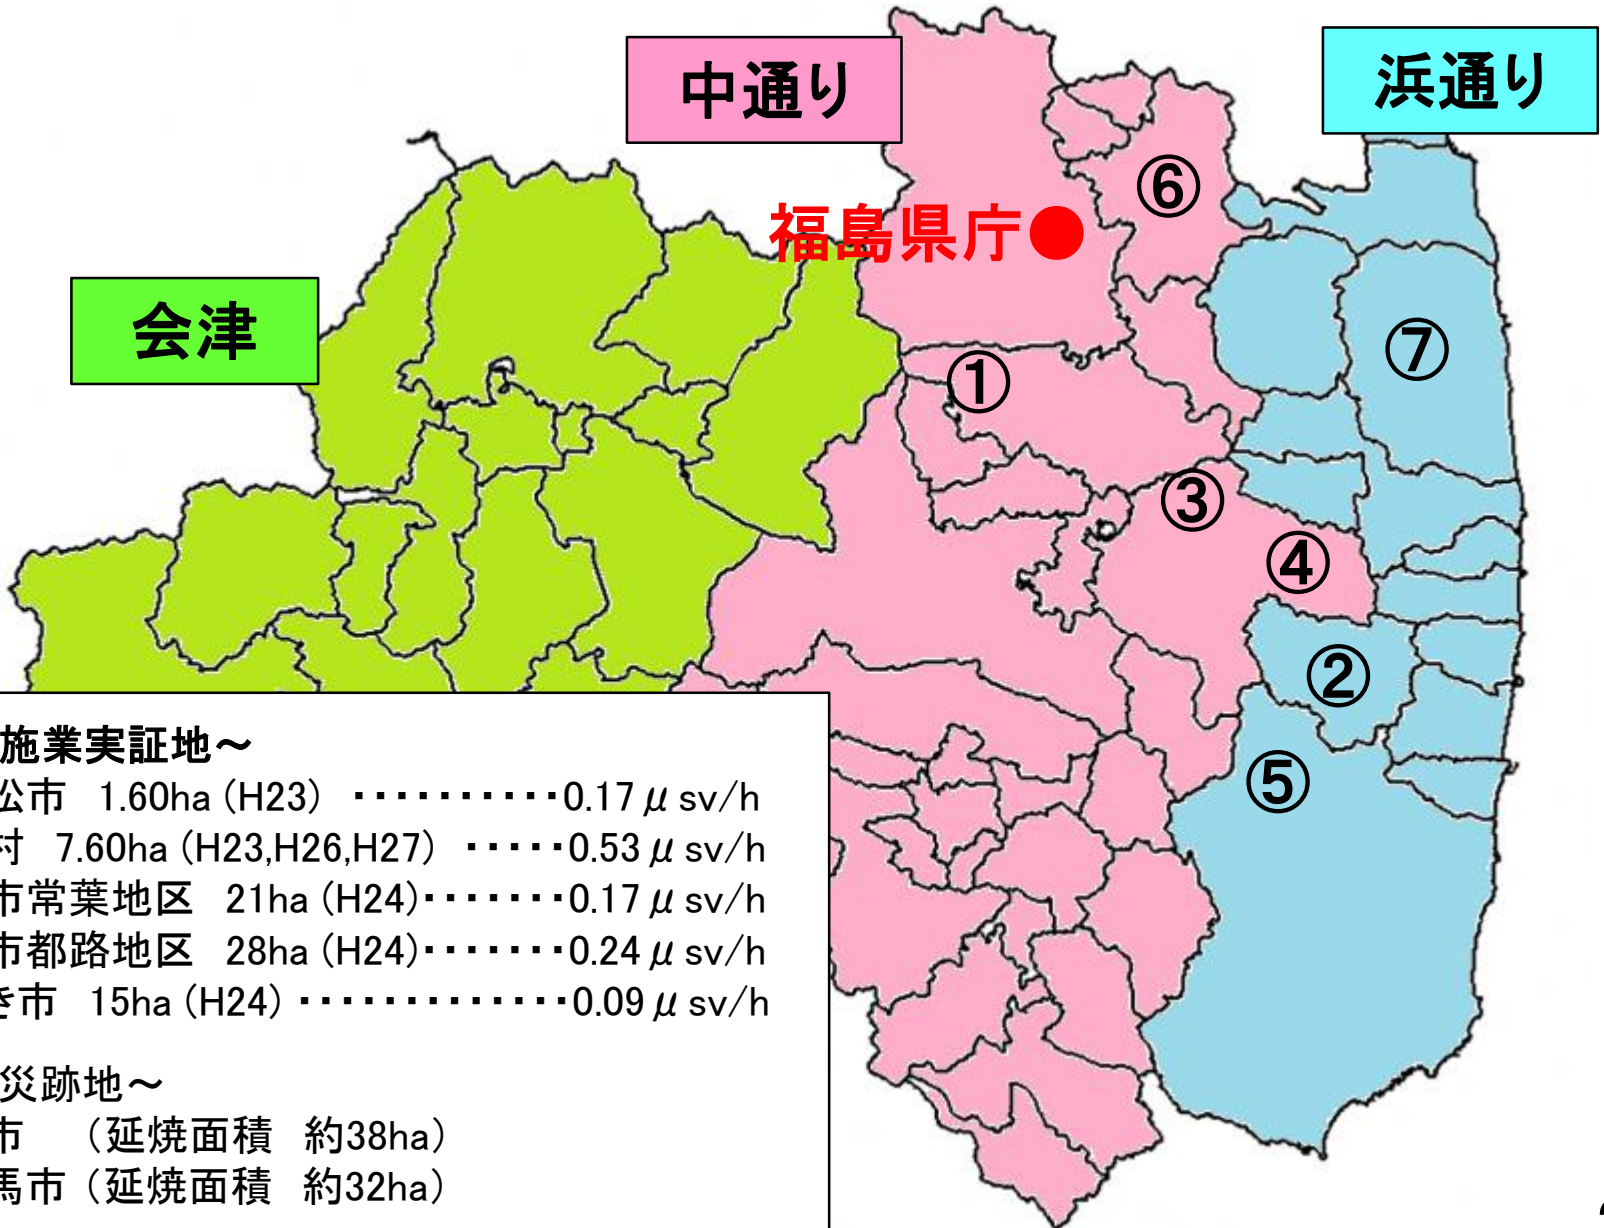 中通り
浜通り
⑥
福島県庁●
会津
⑦
①
③
④
②
⑤
施業実証地～
松市 1.60ha（H23） ・・・・・・・・・・0.17μsv/h
村 7.60ha（H23,H26,H27） ・・・・・0.53μsv/h
市常葉地区 21ha（H24）・・・・・・・0.17μsv/h
市都路地区 28ha（H24）・・・・・・・0.24μsv/h
き市 15ha（H24） ・・・・・・・・・・・・・0.09μsv/h
災跡地～
市 （延焼面積 約38ha）
馬市（延焼面積 約32ha）